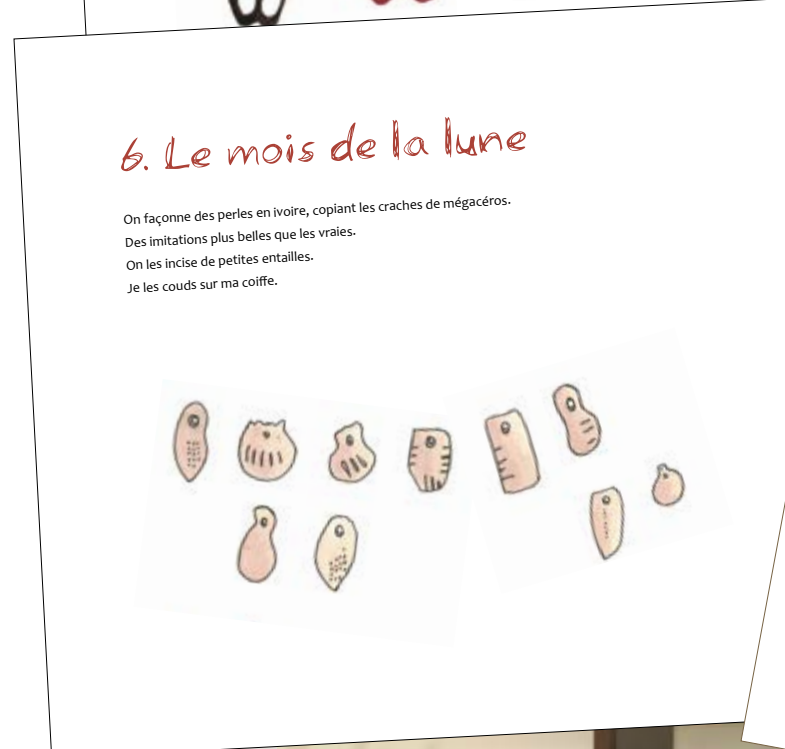 6. Le mois de la lune
On façonne des perles en ivoire, copiant les craches de mégacéros.
Des imitations plus belles que les vraies.
On les incise de petites entailles.
Je les couds sur ma coiffe.